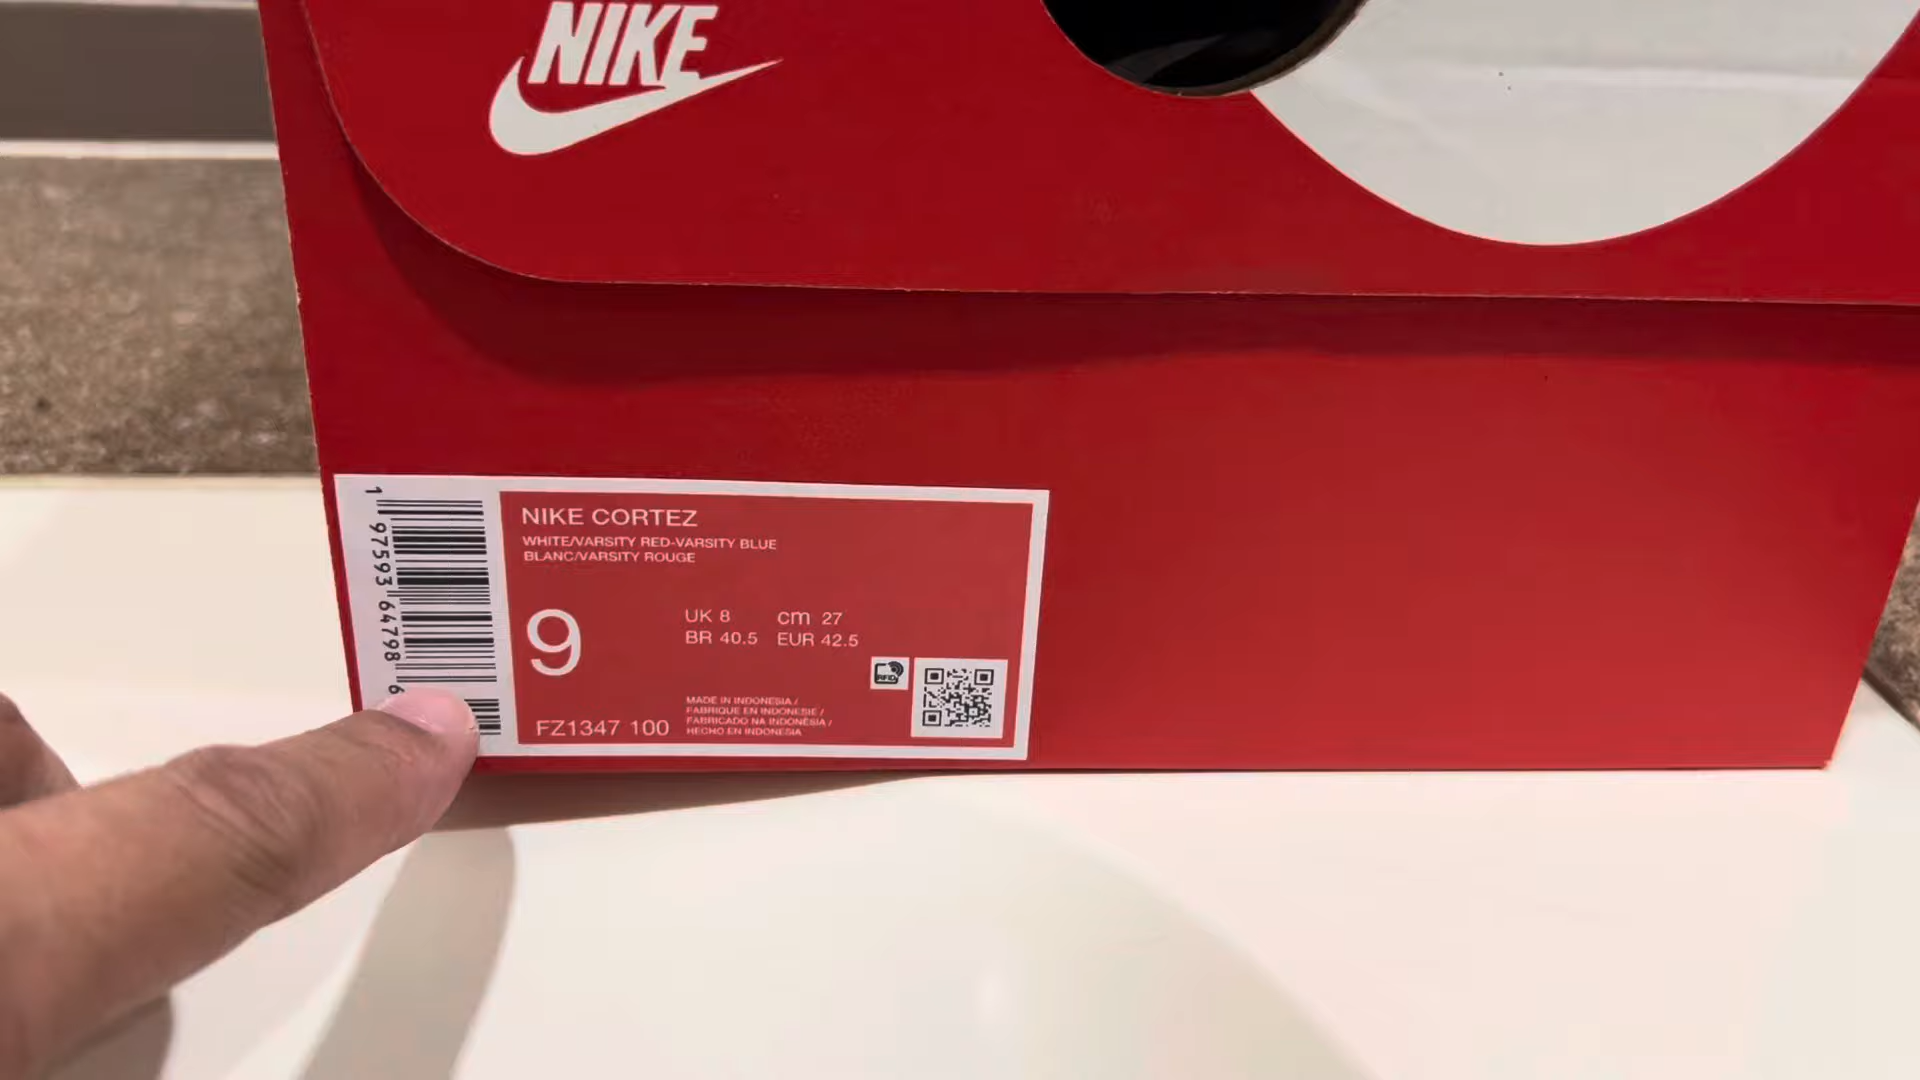 NIKE
1 97593 64798 6
NIKE CORTEZ
WHITE/VARSITY RED-VARSITY BLUE
BLANC/VARSITY ROUGE
9
UK 8 cm 27
BR 40.5 EUR 42.5
RFID
FZ1347 100
MADE IN INDONESIA /
FABRIQUE EN INDONESIE /
FABRICADO NA INDONÉSIA /
HECHO EN INDONESIA